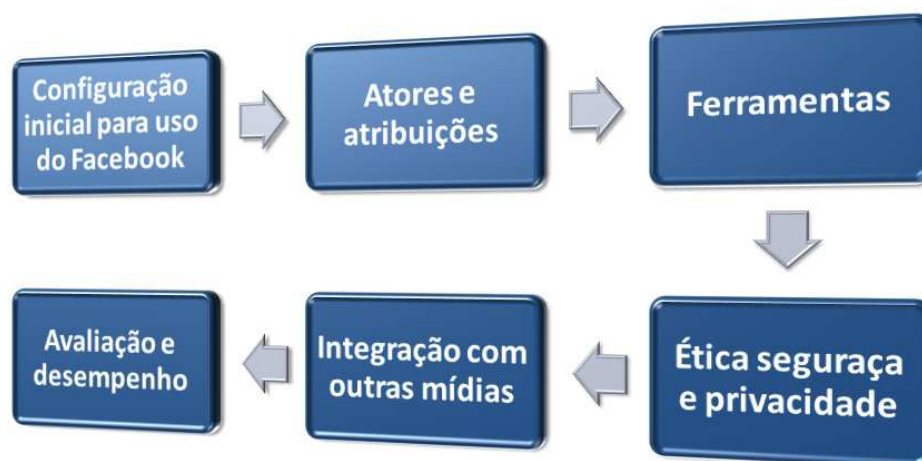 Configuração
inicial para uso
do Facebook
Atores e
atribuições
Ferramentas
Ética seguraça
e privacidade
Integração com
outras mídias
Avaliação e
desempenho